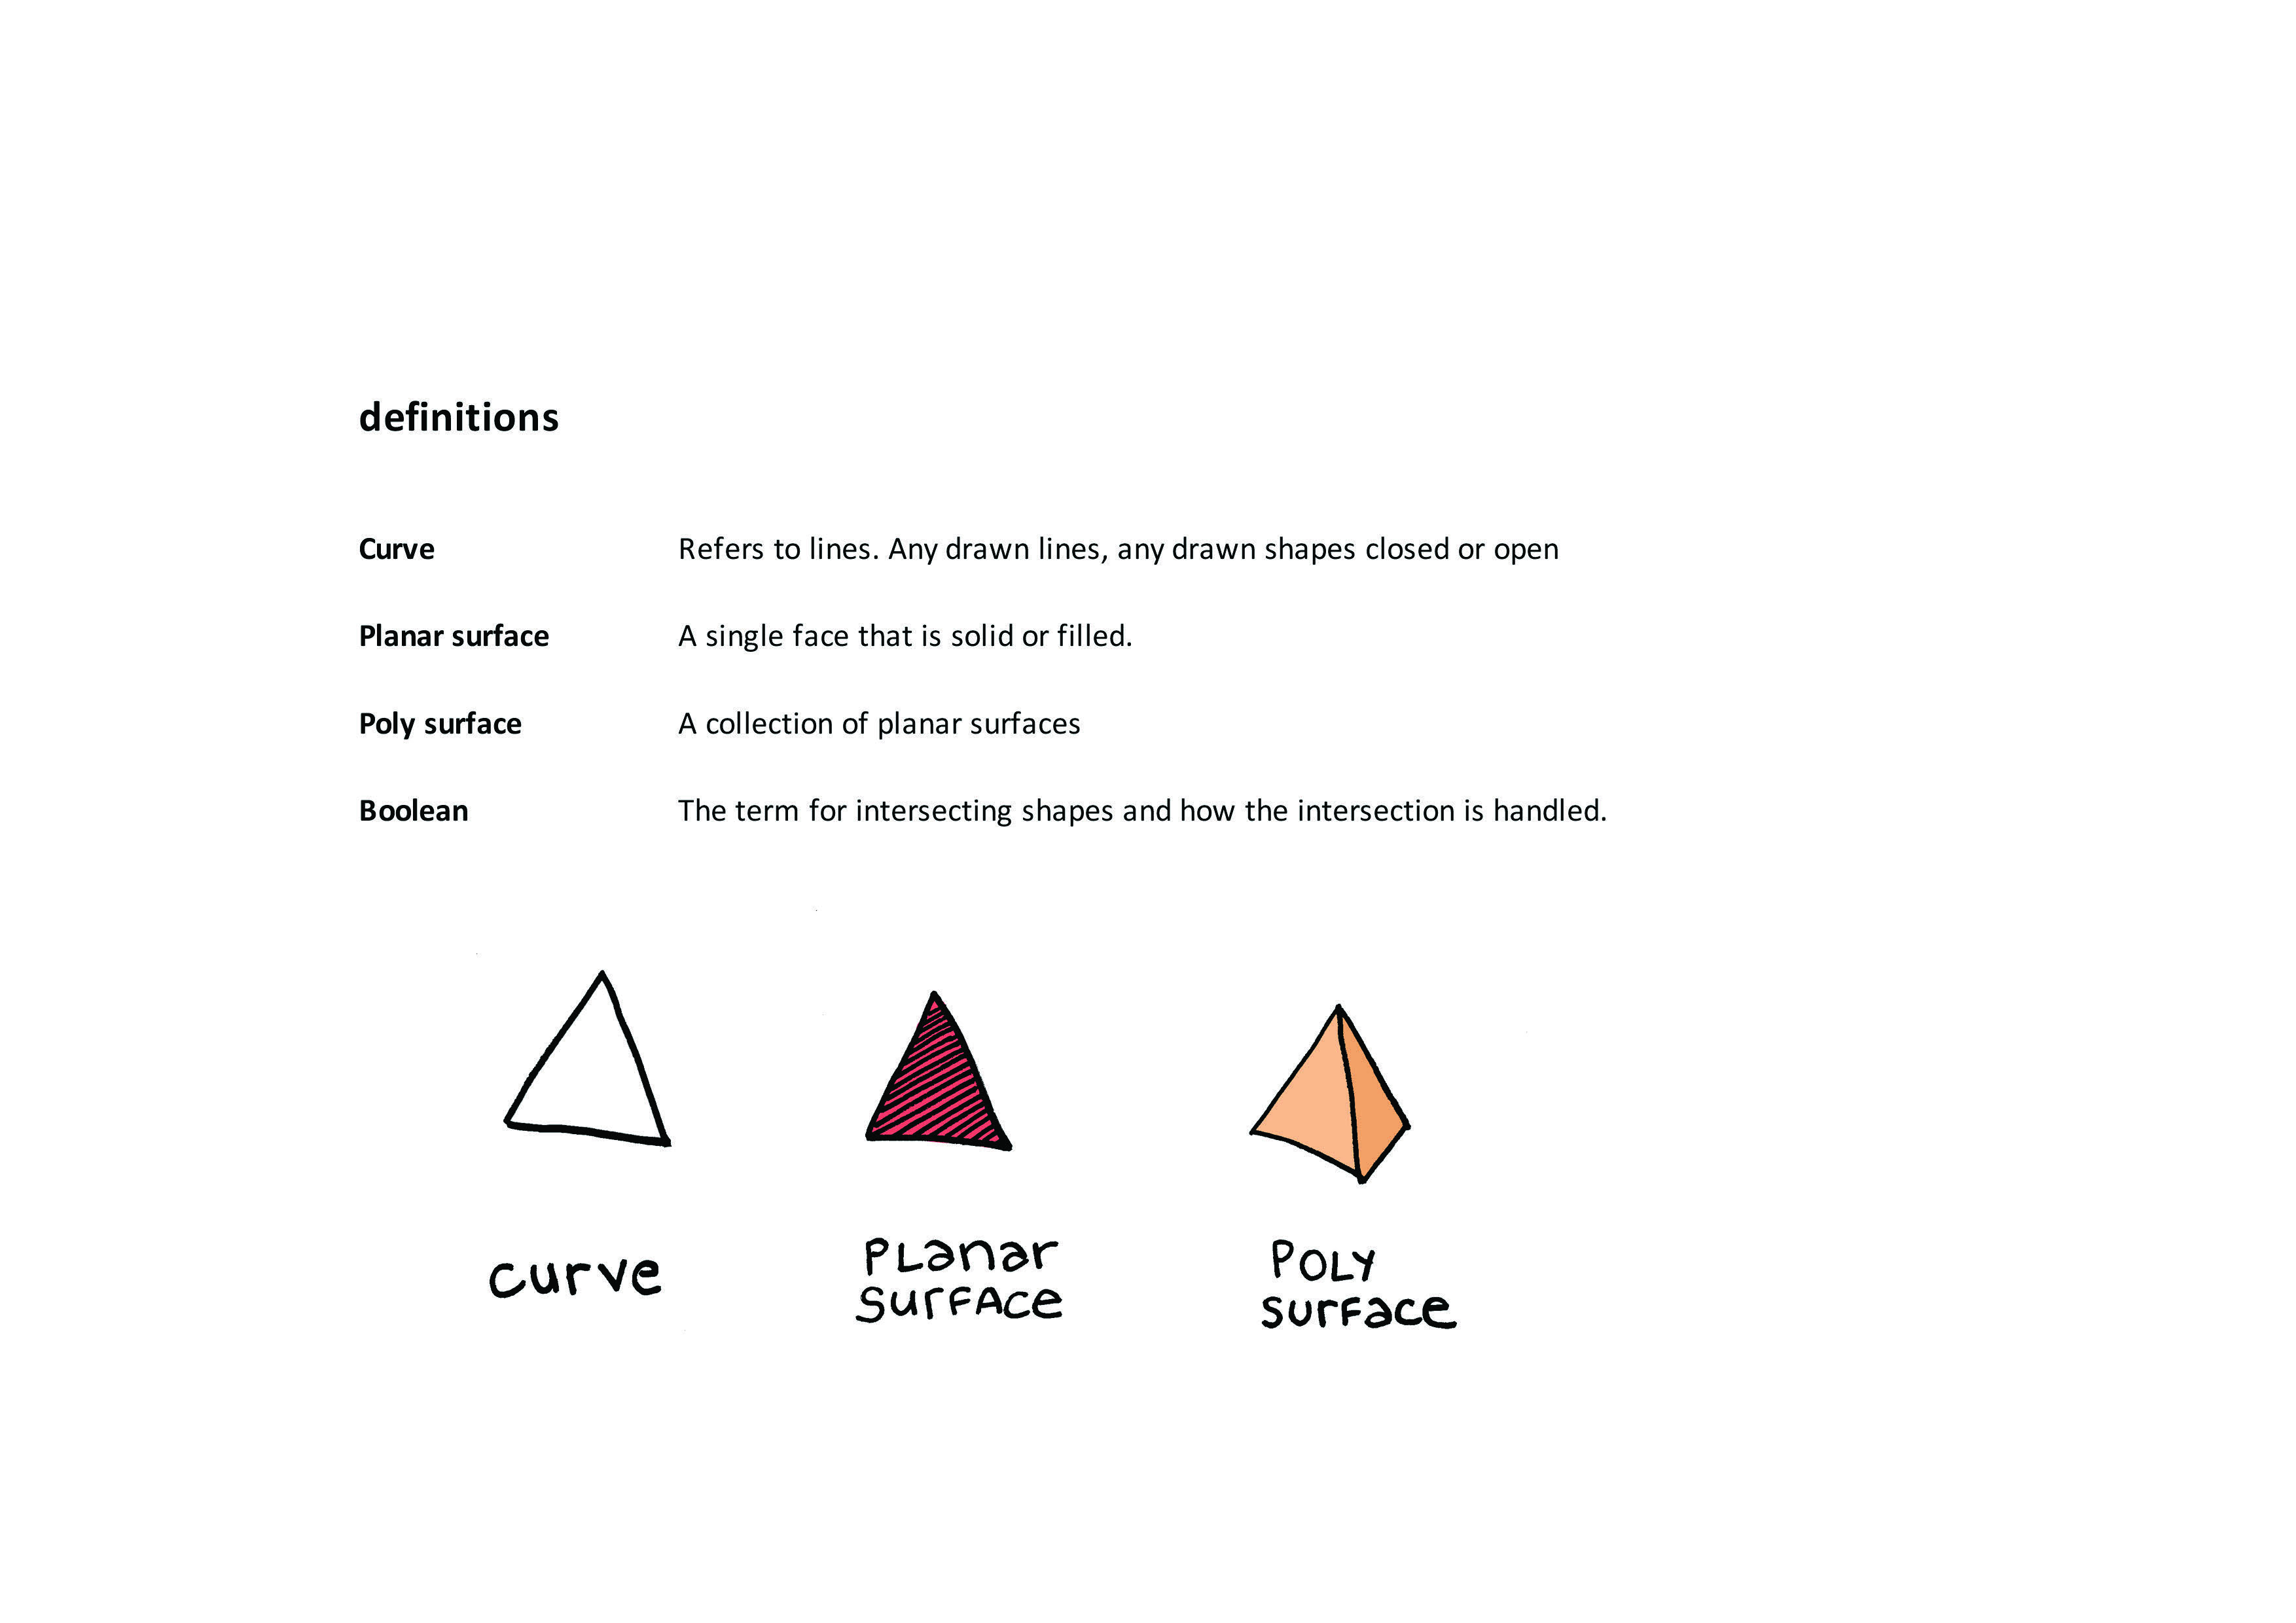 definitions
Curve Refers to lines. Any drawn lines, any drawn shapes closed or open
Planar surface A single face that is solid or filled.
Poly surface A collection of planar surfaces
Boolean The term for intersecting shapes and how the intersection is handled.
curve
PLanar
surFAce
POLY
surFace